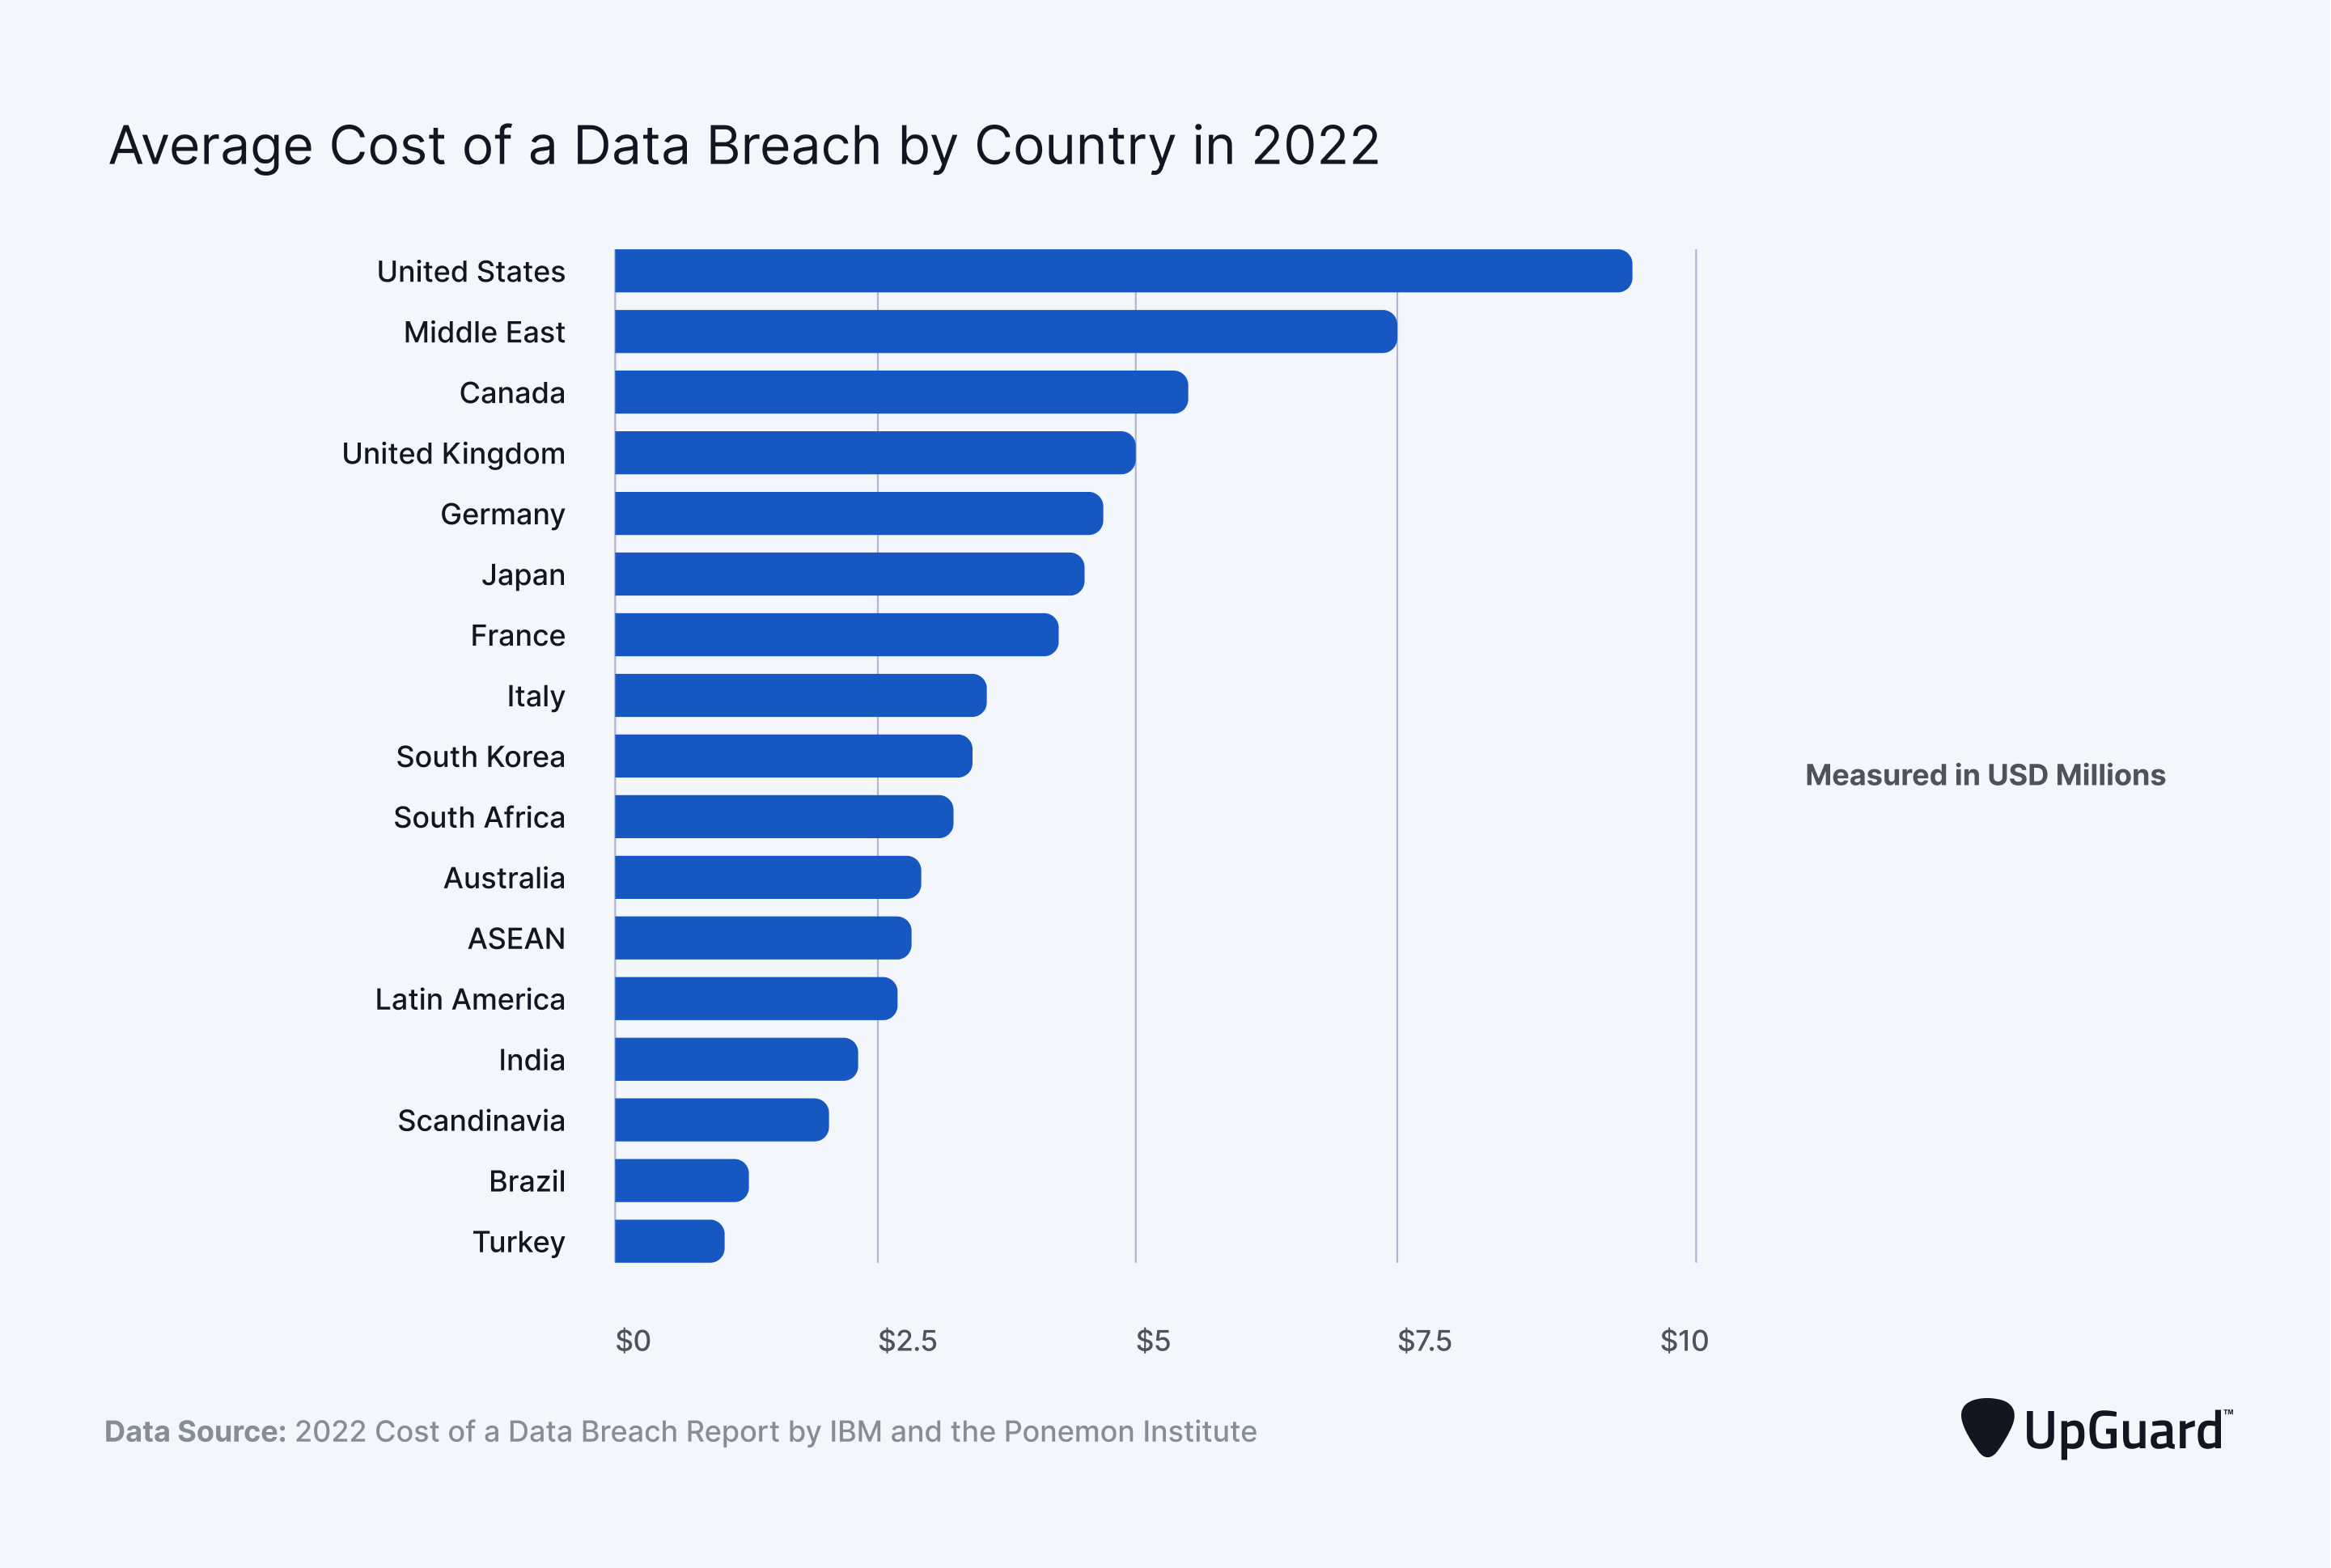 Average Cost of a Data Breach by Country in 2022
United States
Middle East
Canada
United Kingdom
Germany
Japan
France
Italy
South Korea
South Africa
Australia
ASEAN
Latin America
India
Scandinavia
Brazil
Turkey
Measured in USD Millions
$0 $2.5 $5 $7.5 $10
Data Source: 2022 Cost of a Data Breach Report by IBM and the Ponemon Institute
UpGuard™